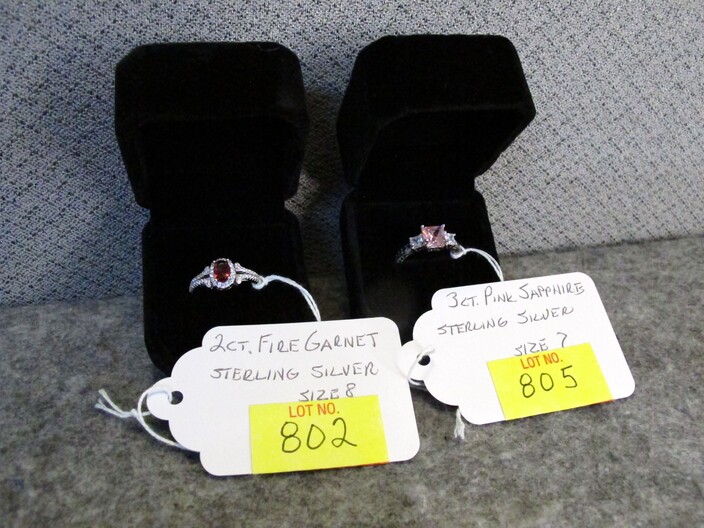 2CT. FIRE GARNET
STERLING SILVER
SIZE 8
LOT NO.
802
3CT. PINK SAPPHIRE
STERLING SILVER
SIZE 7
LOT NO.
805